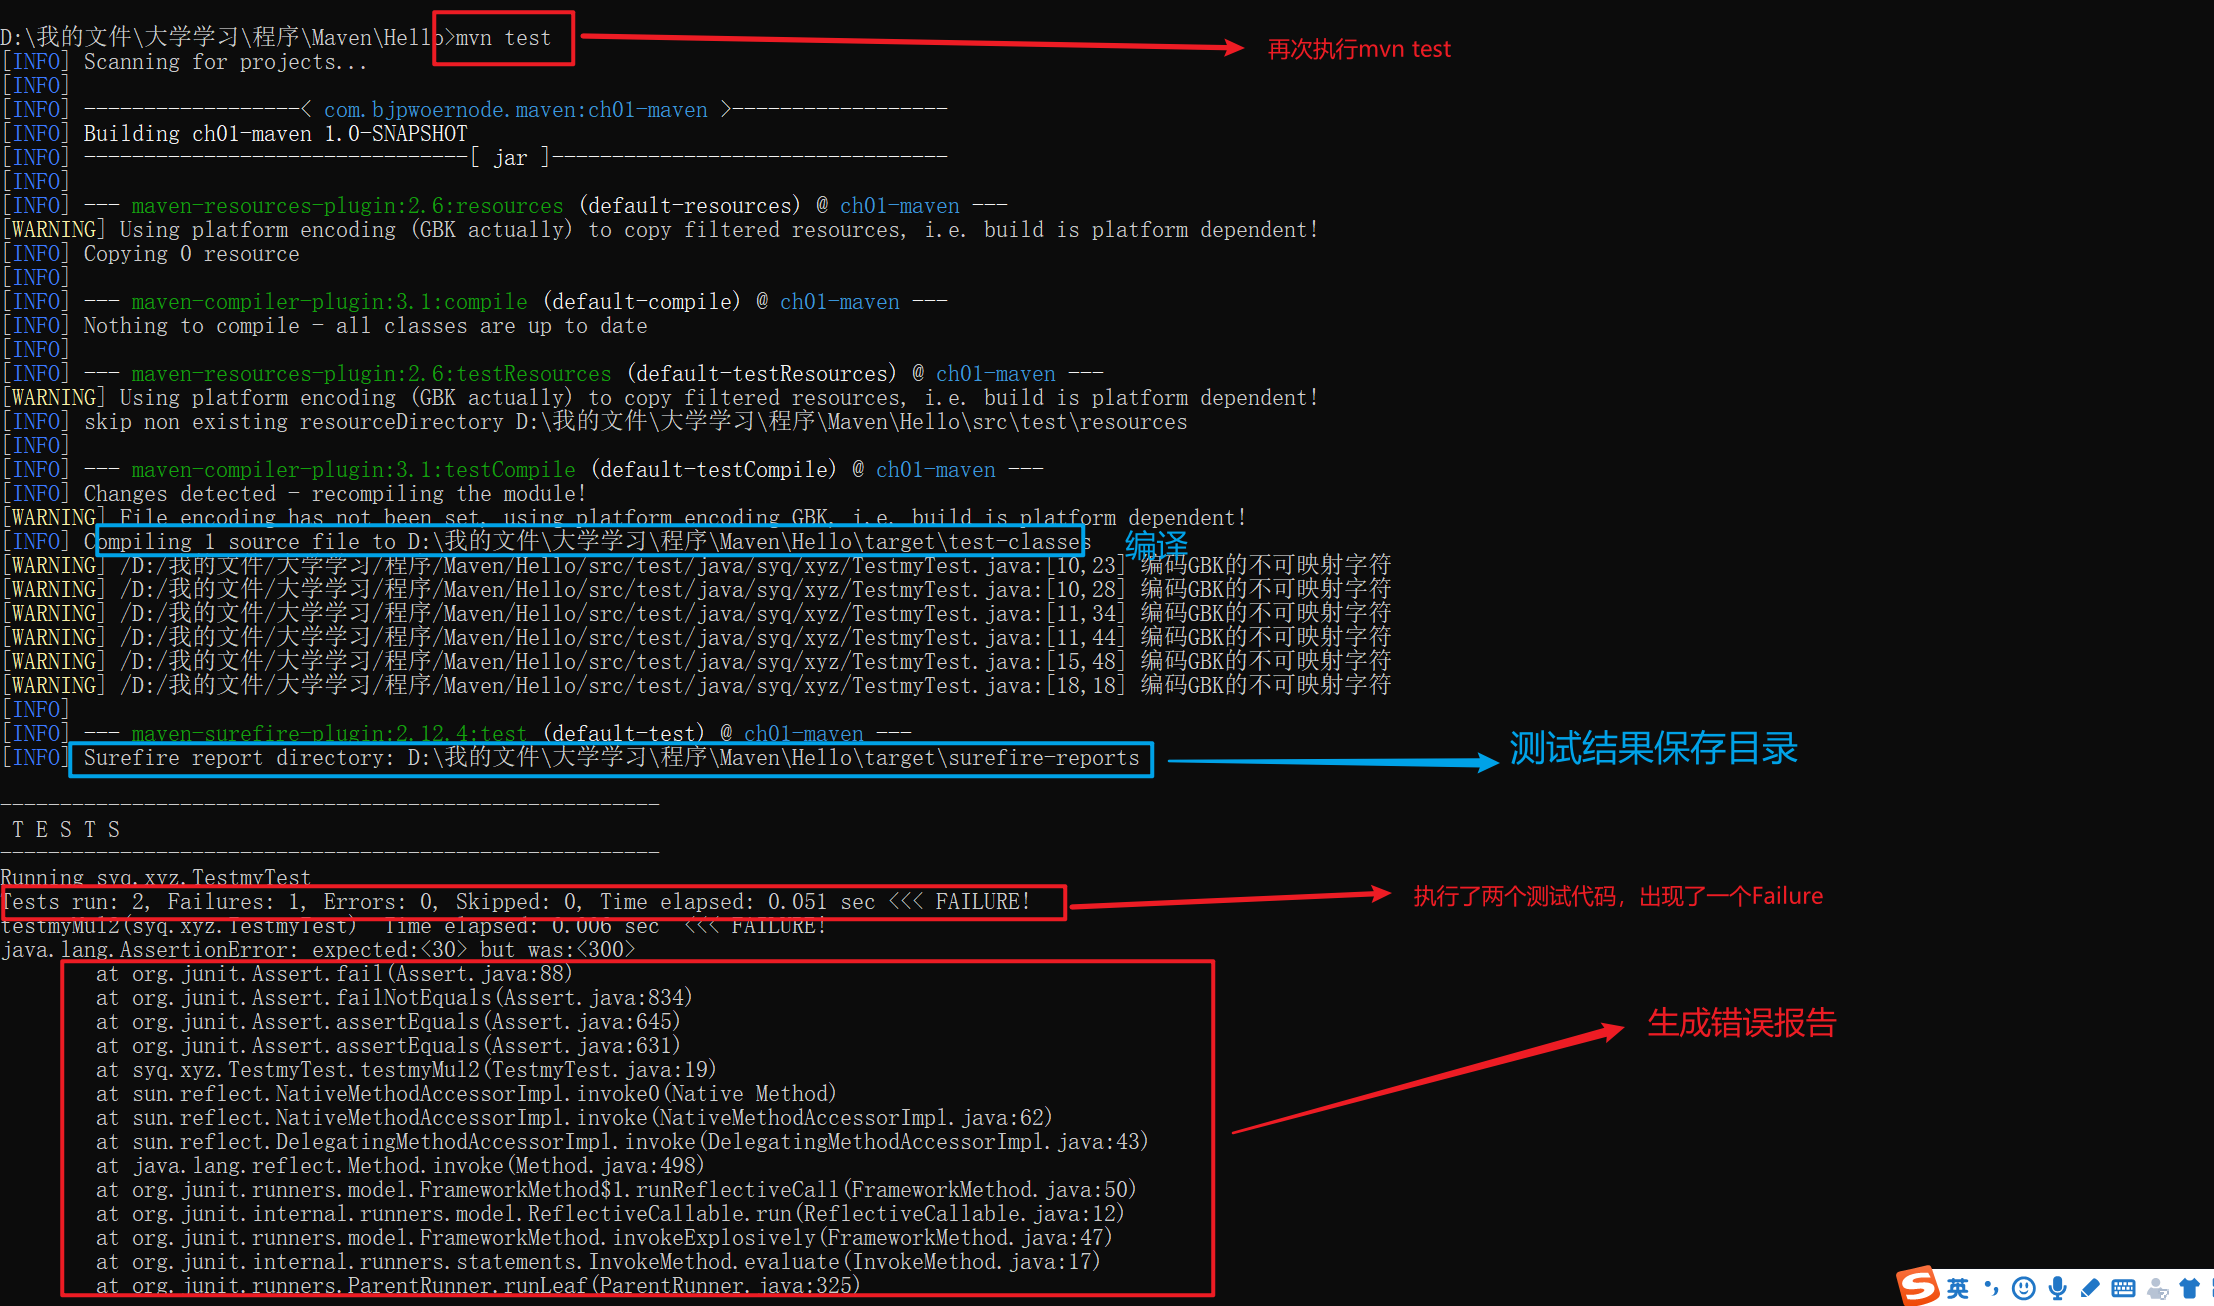 D:\我的文件\大学学习\程序\Maven\Hello>mvn test
再次执行mvn test
[INFO] Scanning for projects...
[INFO]
[INFO] ------------------< com.bjpwoernode.maven:ch01-maven >------------------
[INFO] Building ch01-maven 1.0-SNAPSHOT
[INFO] --------------------------------[ jar ]---------------------------------
[INFO]
[INFO] --- maven-resources-plugin:2.6:resources (default-resources) @ ch01-maven ---
[WARNING] Using platform encoding (GBK actually) to copy filtered resources, i.e. build is platform dependent!
[INFO] Copying 0 resource
[INFO]
[INFO] --- maven-compiler-plugin:3.1:compile (default-compile) @ ch01-maven ---
[INFO] Nothing to compile - all classes are up to date
[INFO]
[INFO] --- maven-resources-plugin:2.6:testResources (default-testResources) @ ch01-maven ---
[WARNING] Using platform encoding (GBK actually) to copy filtered resources, i.e. build is platform dependent!
[INFO] skip non existing resourceDirectory D:\我的文件\大学学习\程序\Maven\Hello\src\test\resources
[INFO]
[INFO] --- maven-compiler-plugin:3.1:testCompile (default-testCompile) @ ch01-maven ---
[INFO] Changes detected - recompiling the module!
[WARNING] File encoding has not been set, using platform encoding GBK, i.e. build is platform dependent!
[INFO] Compiling 1 source file to D:\我的文件\大学学习\程序\Maven\Hello\target\test-classes
编译
[WARNING] /D:/我的文件/大学学习/程序/Maven/Hello/src/test/java/syq/xyz/TestmyTest.java:[10,23] 编码GBK的不可映射字符
[WARNING] /D:/我的文件/大学学习/程序/Maven/Hello/src/test/java/syq/xyz/TestmyTest.java:[10,28] 编码GBK的不可映射字符
[WARNING] /D:/我的文件/大学学习/程序/Maven/Hello/src/test/java/syq/xyz/TestmyTest.java:[11,34] 编码GBK的不可映射字符
[WARNING] /D:/我的文件/大学学习/程序/Maven/Hello/src/test/java/syq/xyz/TestmyTest.java:[11,44] 编码GBK的不可映射字符
[WARNING] /D:/我的文件/大学学习/程序/Maven/Hello/src/test/java/syq/xyz/TestmyTest.java:[15,48] 编码GBK的不可映射字符
[WARNING] /D:/我的文件/大学学习/程序/Maven/Hello/src/test/java/syq/xyz/TestmyTest.java:[18,18] 编码GBK的不可映射字符
[INFO]
[INFO] --- maven-surefire-plugin:2.12.4:test (default-test) @ ch01-maven ---
[INFO] Surefire report directory: D:\我的文件\大学学习\程序\Maven\Hello\target\surefire-reports
测试结果保存目录
-------------------------------------------------------
 T E S T S
-------------------------------------------------------
Running syq.xyz.TestmyTest
Tests run: 2, Failures: 1, Errors: 0, Skipped: 0, Time elapsed: 0.051 sec <<< FAILURE!
执行了两个测试代码，出现了一个Failure
testmyMul2(syq.xyz.TestmyTest)  Time elapsed: 0.006 sec  <<< FAILURE!
java.lang.AssertionError: expected:<30> but was:<300>
at org.junit.Assert.fail(Assert.java:88)
at org.junit.Assert.failNotEquals(Assert.java:834)
at org.junit.Assert.assertEquals(Assert.java:645)
生成错误报告
at org.junit.Assert.assertEquals(Assert.java:631)
at syq.xyz.TestmyTest.testmyMul2(TestmyTest.java:19)
at sun.reflect.NativeMethodAccessorImpl.invoke0(Native Method)
at sun.reflect.NativeMethodAccessorImpl.invoke(NativeMethodAccessorImpl.java:62)
at sun.reflect.DelegatingMethodAccessorImpl.invoke(DelegatingMethodAccessorImpl.java:43)
at java.lang.reflect.Method.invoke(Method.java:498)
at org.junit.runners.model.FrameworkMethod$1.runReflectiveCall(FrameworkMethod.java:50)
at org.junit.internal.runners.model.ReflectiveCallable.run(ReflectiveCallable.java:12)
at org.junit.runners.model.FrameworkMethod.invokeExplosively(FrameworkMethod.java:47)
at org.junit.internal.runners.statements.InvokeMethod.evaluate(InvokeMethod.java:17)
at org.junit.runners.ParentRunner.runLeaf(ParentRunner.java:325)
英